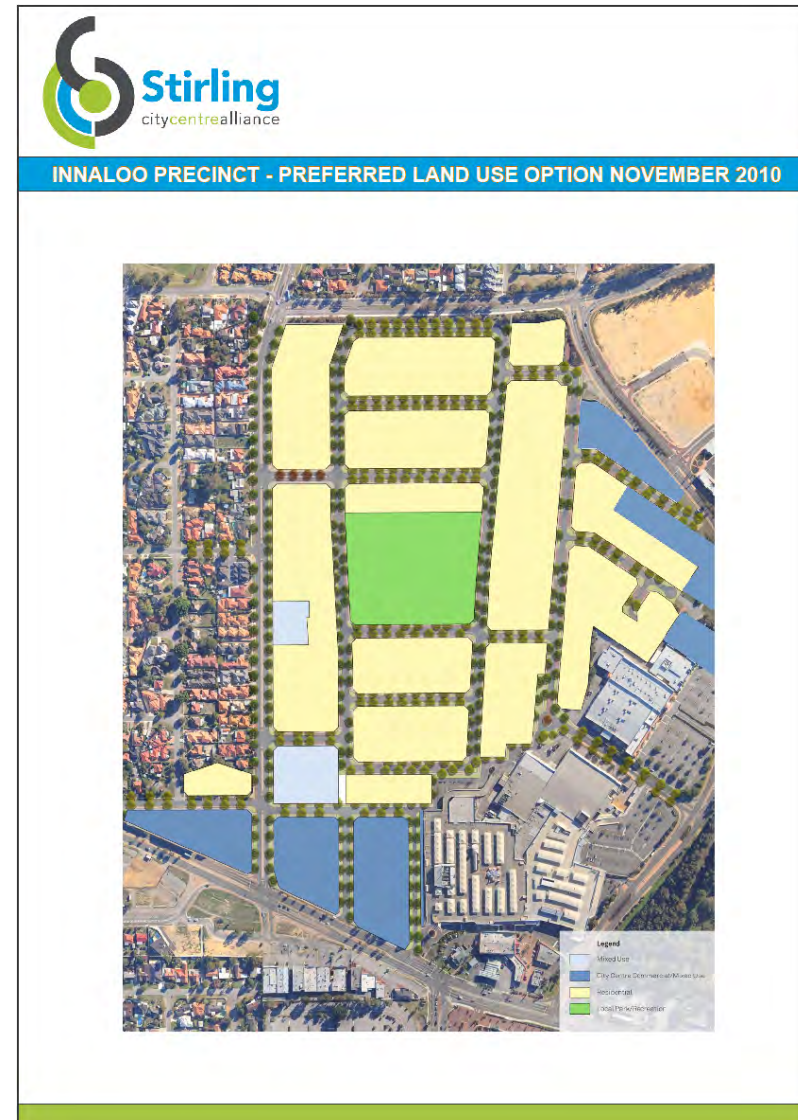 Stirling
citycentrealliance
INNALOO PRECINCT - PREFERRED LAND USE OPTION NOVEMBER 2010
Legend
Mixed Use
City Centre Commercial/Mixed Use
Residential
Local Park/Recreation